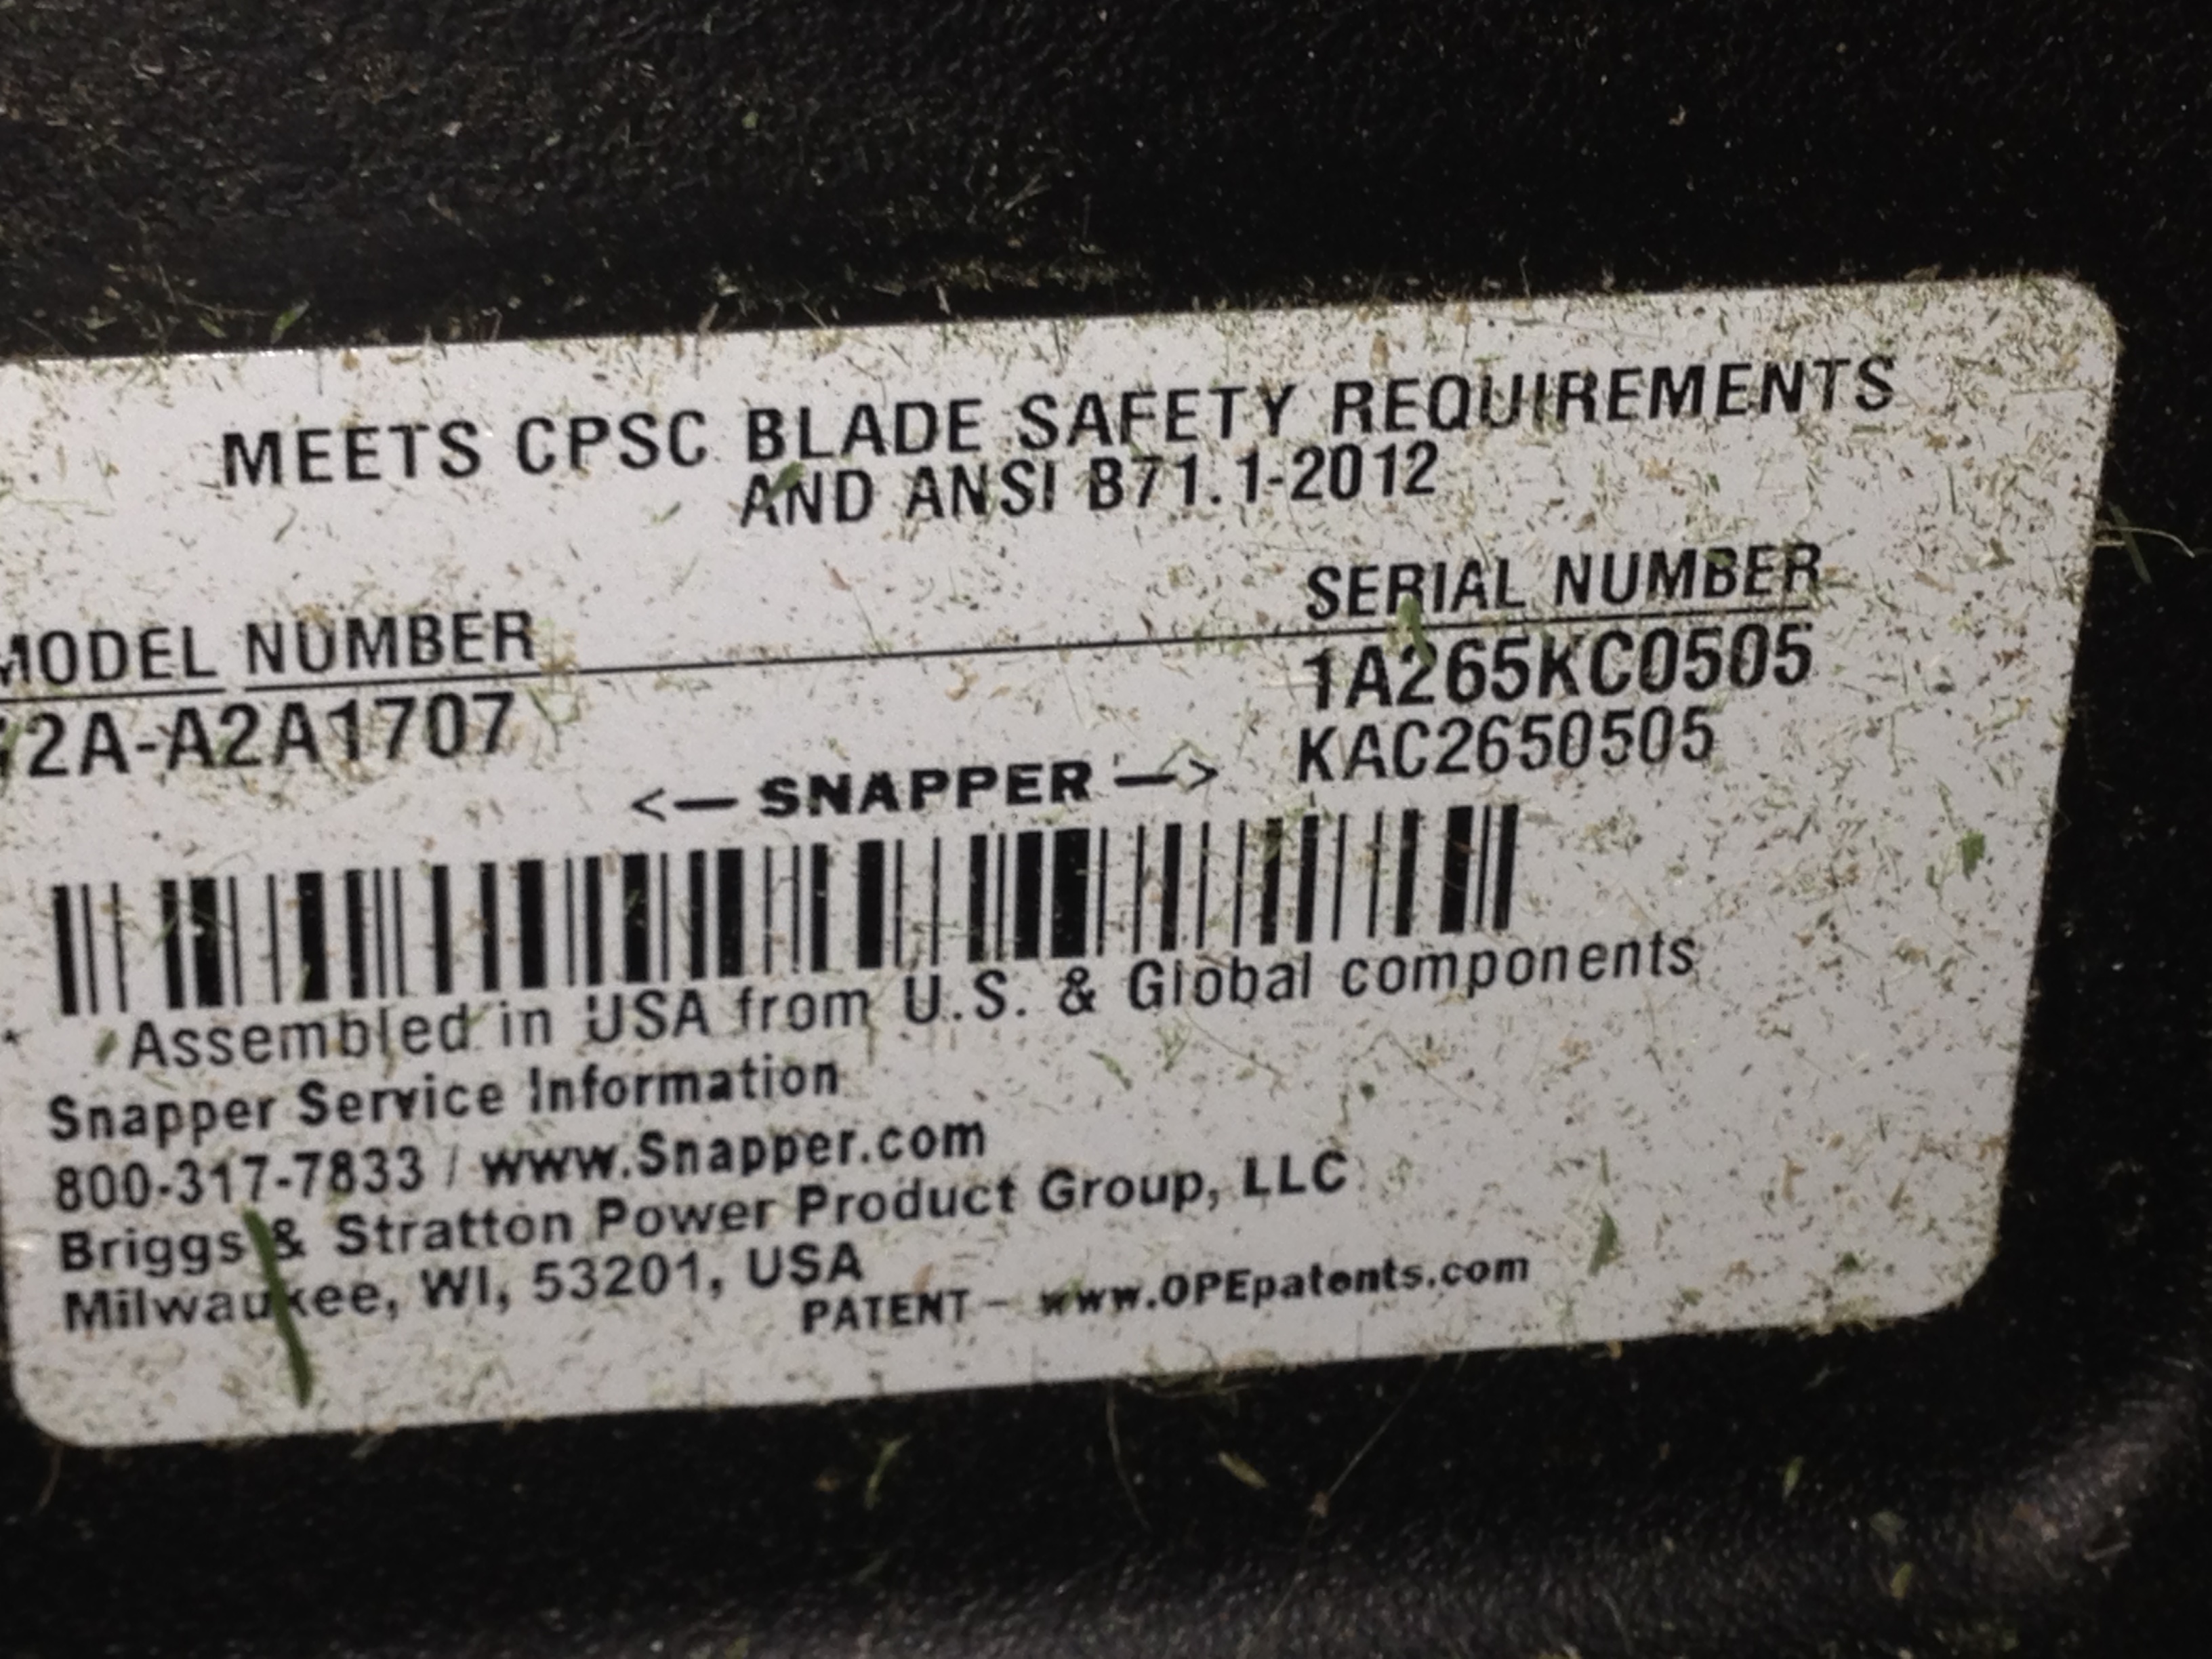 MEETS CPSC BLADE SAFETY REQUIREMENTS
AND ANSI B71.1-2012
MODEL NUMBER
SERIAL NUMBER
2A-A2A1707
1A265KC0505
KAC2650505
<— SNAPPER —>
* Assembled in USA from U.S. & Global components
Snapper Service Information
800-317-7833 / www.Snapper.com
Briggs & Stratton Power Product Group, LLC
Milwaukee, WI, 53201, USA
PATENT – www.OPEpatents.com